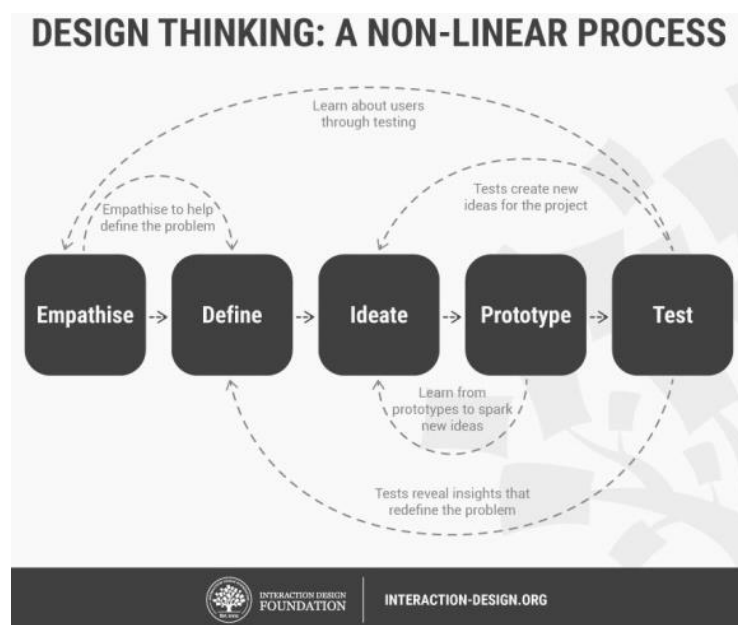 DESIGN THINKING: A NON-LINEAR PROCESS
Learn about users
through testing
Tests create new
ideas for the project
Empathise to help
define the problem
Empathise
Define
Ideate
Prototype
Test
Learn from
prototypes to spark
new ideas
Tests reveal insights that
redefine the problem
INTERACTION DESIGN
FOUNDATION
INTERACTION-DESIGN.ORG